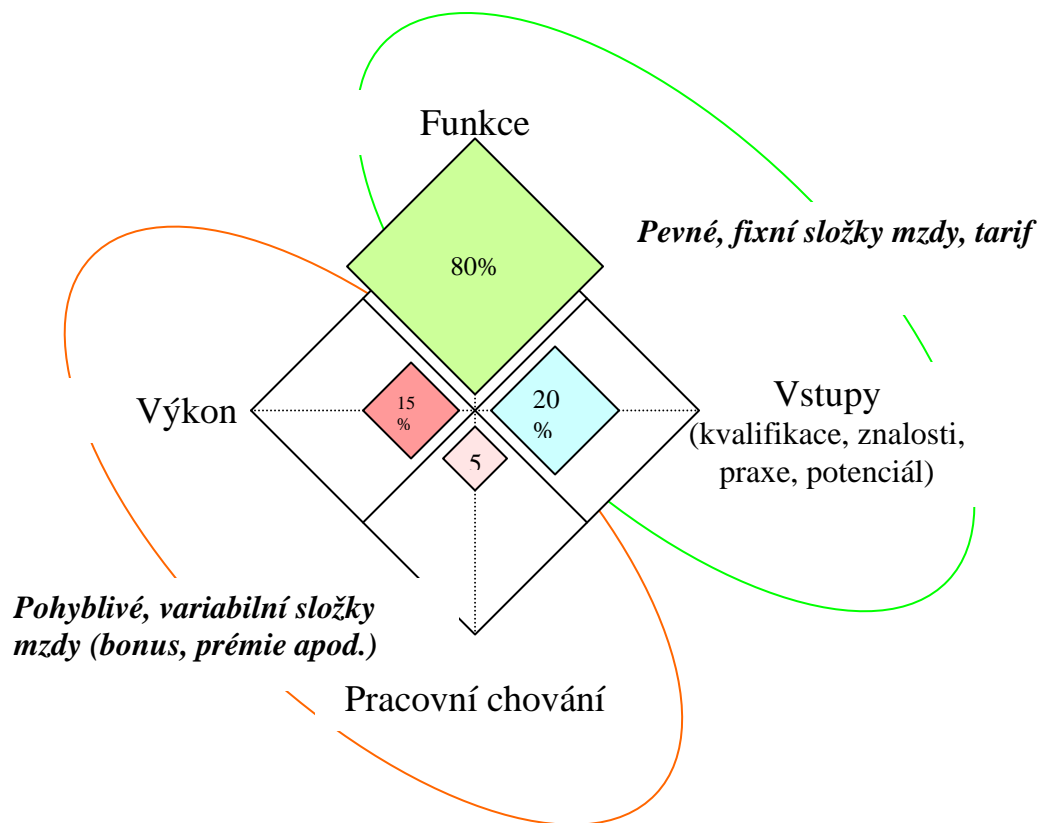 Funkce
Pevné, fixní složky mzdy, tarif
80%
Výkon
15
%
20
%
Vstupy
(kvalifikace, znalosti,
praxe, potenciál)
5
Pohyblivé, variabilní složky
mzdy (bonus, prémie apod.)
Pracovní chování